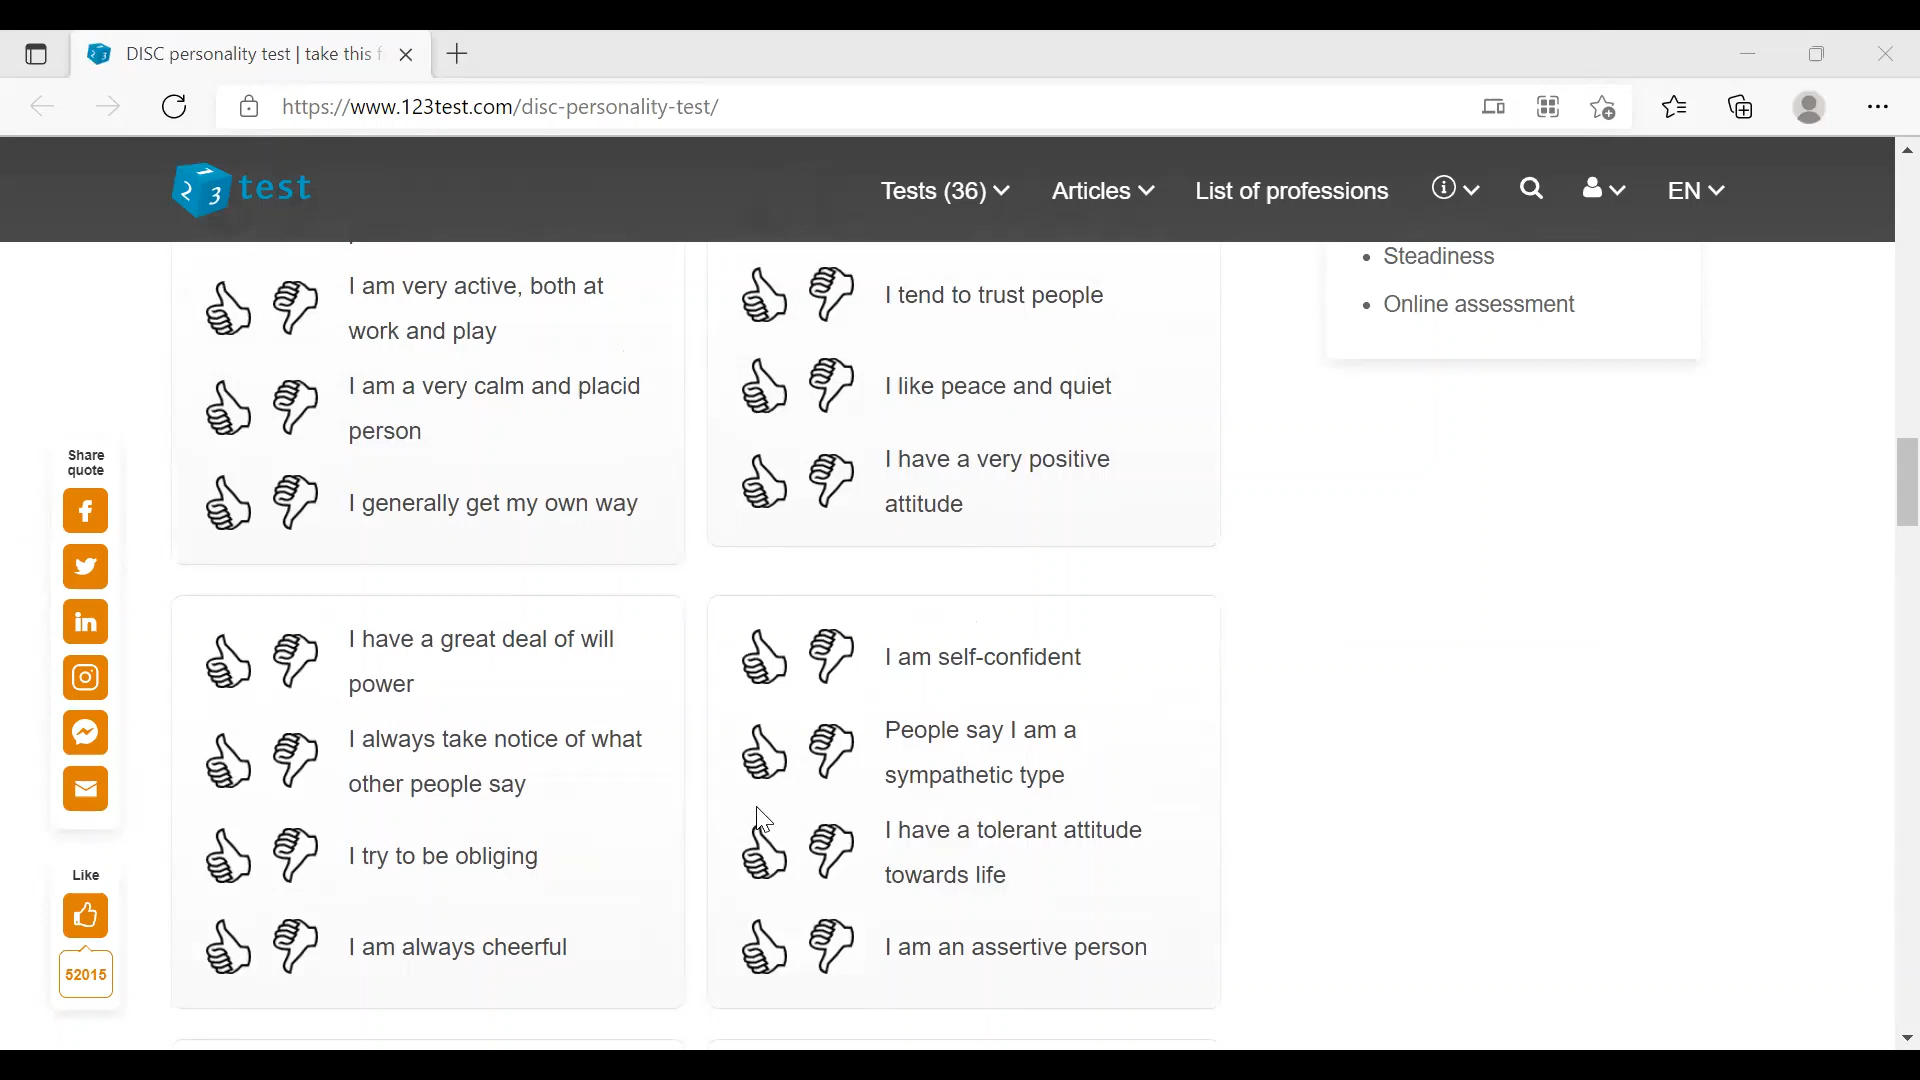 DISC personality test | take this f
https://www.123test.com/disc-personality-test/
123 test
Tests (36)
Articles
List of professions
EN
I am very active, both at
work and play
I am a very calm and placid
person
I generally get my own way
I tend to trust people
I like peace and quiet
I have a very positive
attitude
Steadiness
Online assessment
Share
quote
Like
52015
I have a great deal of will
power
I always take notice of what
other people say
I try to be obliging
I am always cheerful
I am self-confident
People say I am a
sympathetic type
I have a tolerant attitude
towards life
I am an assertive person